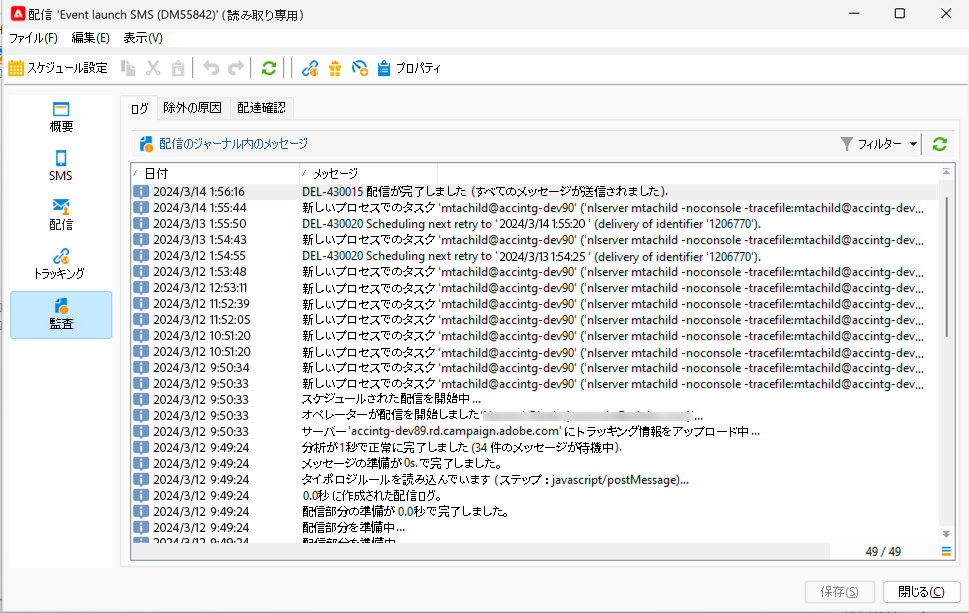 配信 'Event launch SMS (DM55842)' (読み取り専用)
ファイル(F) 編集(E) 表示(V)
スケジュール設定 プロパティ
概要
SMS
配信
トラッキング
監査
ログ 除外の原因 配達確認
配信のジャーナル内のメッセージ フィルター
日付 メッセージ
2024/3/14 1:56:16 DEL-430015 配信が完了しました (すべてのメッセージが送信されました).
2024/3/14 1:55:44 新しいプロセスでのタスク 'mtachild@accintg-dev90' ('nlserver mtachild -noconsole -tracefile:mtachild@accintg-dev...
2024/3/13 1:55:50 DEL-430020 Scheduling next retry to ' 2024/3/14 1:55:20 ' (delivery of identifier '1206770').
2024/3/13 1:54:43 新しいプロセスでのタスク 'mtachild@accintg-dev90' ('nlserver mtachild -noconsole -tracefile:mtachild@accintg-dev...
2024/3/12 1:54:55 DEL-430020 Scheduling next retry to ' 2024/3/13 1:54:25 ' (delivery of identifier '1206770').
2024/3/12 1:53:48 新しいプロセスでのタスク 'mtachild@accintg-dev90' ('nlserver mtachild -noconsole -tracefile:mtachild@accintg-dev...
2024/3/12 12:53:11 新しいプロセスでのタスク 'mtachild@accintg-dev90' ('nlserver mtachild -noconsole -tracefile:mtachild@accintg-dev...
2024/3/12 11:52:39 新しいプロセスでのタスク 'mtachild@accintg-dev90' ('nlserver mtachild -noconsole -tracefile:mtachild@accintg-dev...
2024/3/12 11:52:05 新しいプロセスでのタスク 'mtachild@accintg-dev90' ('nlserver mtachild -noconsole -tracefile:mtachild@accintg-dev...
2024/3/12 10:51:20 新しいプロセスでのタスク 'mtachild@accintg-dev90' ('nlserver mtachild -noconsole -tracefile:mtachild@accintg-dev...
2024/3/12 10:51:20 新しいプロセスでのタスク 'mtachild@accintg-dev90' ('nlserver mtachild -noconsole -tracefile:mtachild@accintg-dev...
2024/3/12 9:50:34 新しいプロセスでのタスク 'mtachild@accintg-dev90' ('nlserver mtachild -noconsole -tracefile:mtachild@accintg-dev...
2024/3/12 9:50:33 新しいプロセスでのタスク 'mtachild@accintg-dev90' ('nlserver mtachild -noconsole -tracefile:mtachild@accintg-dev...
2024/3/12 9:50:33 スケジュールされた配信を開始中 ...
2024/3/12 9:50:33 オペレーターが配信を開始しました ...
2024/3/12 9:50:33 サーバー 'accintg-dev89.rd.campaign.adobe.com' にトラッキング情報をアップロード中 ...
2024/3/12 9:49:24 分析が1秒で正常に完了しました (34 件のメッセージが待機中).
2024/3/12 9:49:24 メッセージの準備が 0s. で完了しました。
2024/3/12 9:49:24 タイポロジルールを読み込んでいます (ステップ : javascript/postMessage)...
2024/3/12 9:49:24 0.0秒 に作成された配信ログ。
2024/3/12 9:49:24 配信部分の準備が 0.0秒で完了しました。
2024/3/12 9:49:24 配信部分を準備中...
2024/3/12 9:49:24 配信部分を準備中
49 / 49
保存(S) 閉じる(C)